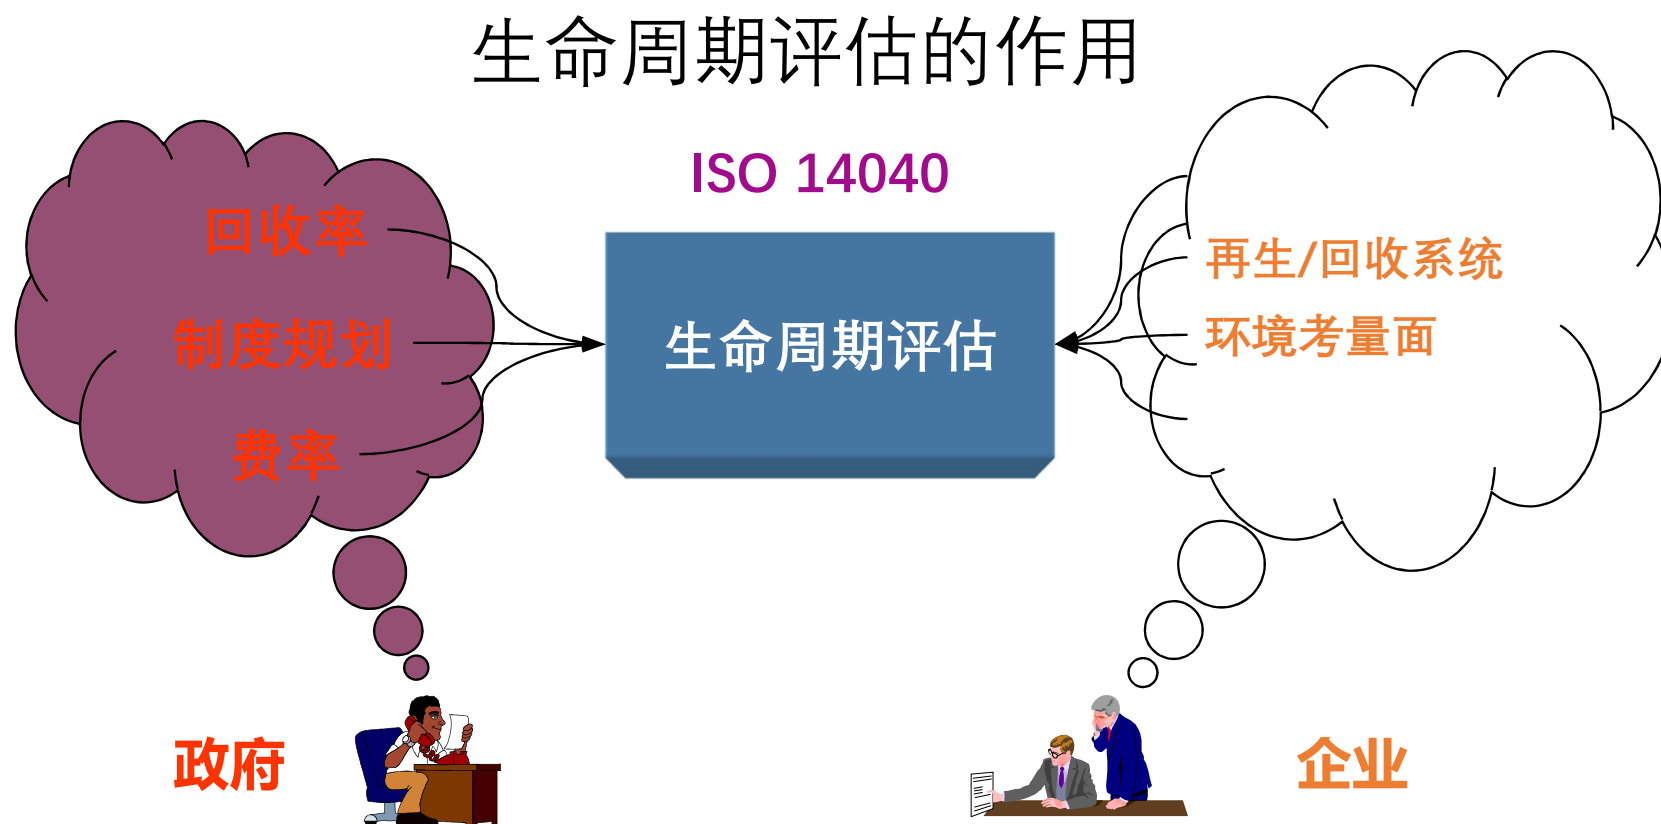 生命周期评估的作用
ISO 14040
回收率
制度规划
费率
生命周期评估
再生/回收系统
环境考量面
政府
企业